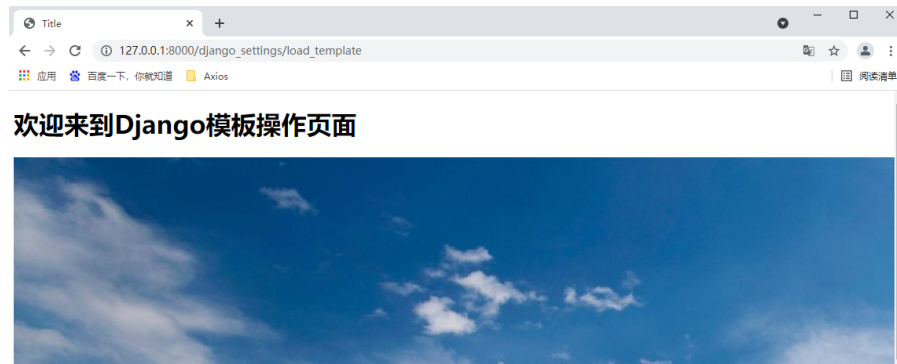 Title
127.0.0.1:8000/django_settings/load_template
应用 百度一下，你就知道 Axios 阅读清单
欢迎来到Django模板操作页面